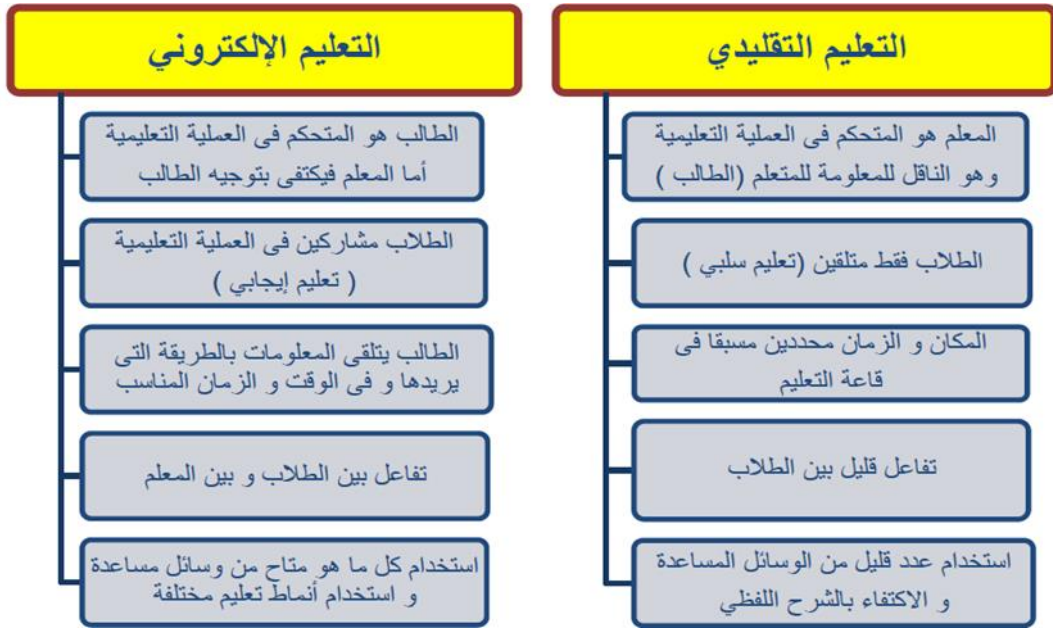 التعليم التقليدي
المعلم هو المتحكم فى العملية التعليمية
وهو الناقل للمعلومة للمتعلم (الطالب )
الطلاب فقط متلقين (تعليم سلبي )
المكان و الزمان محددين مسبقا فى
قاعة التعليم
تفاعل قليل بين الطلاب
استخدام عدد قليل من الوسائل المساعدة
و الاكتفاء بالشرح اللفظي
التعليم الإلكتروني
الطالب هو المتحكم فى العملية التعليمية
أما المعلم فيكتفى بتوجيه الطالب
الطلاب مشاركين فى العملية التعليمية
( تعليم إيجابي )
الطالب يتلقى المعلومات بالطريقة التى
يريدها و فى الوقت و الزمان المناسب
تفاعل بين الطلاب و بين المعلم
استخدام كل ما هو متاح من وسائل مساعدة
و استخدام أنماط تعليم مختلفة